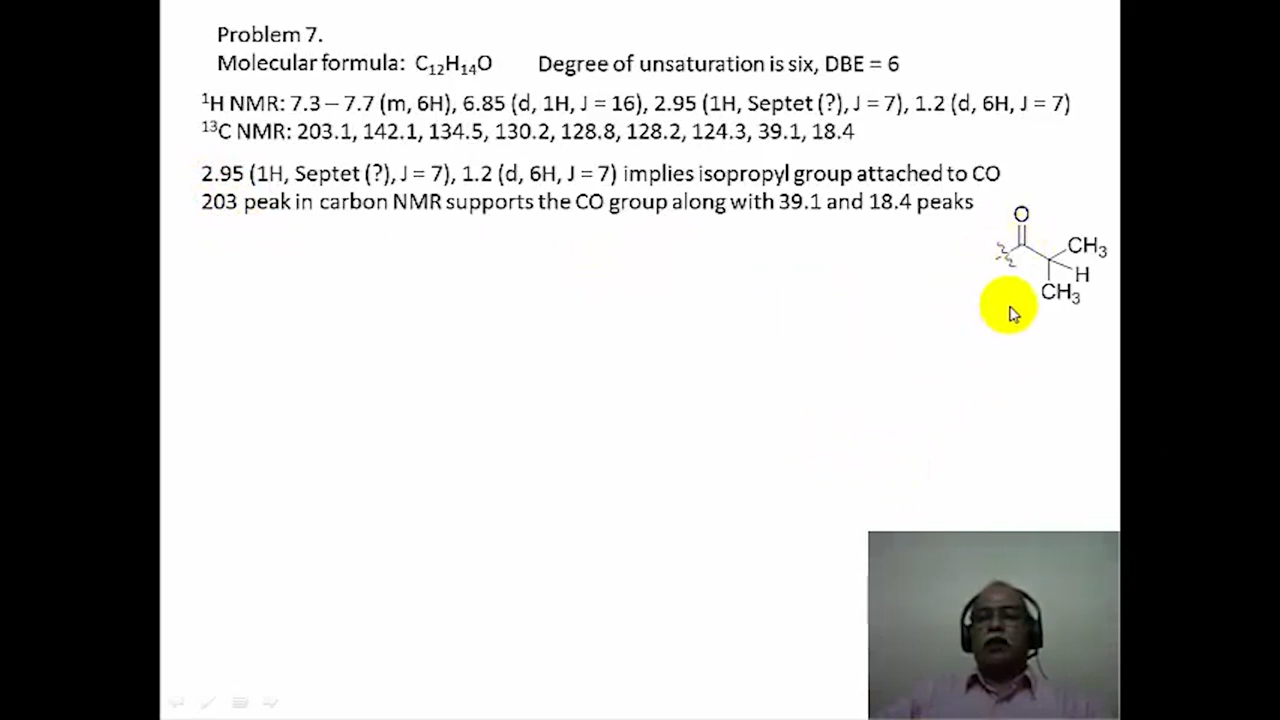 Problem 7.
Molecular formula: C₁₂H₁₄O Degree of unsaturation is six, DBE = 6
¹H NMR: 7.3 – 7.7 (m, 6H), 6.85 (d, 1H, J = 16), 2.95 (1H, Septet (?), J = 7), 1.2 (d, 6H, J = 7)
¹³C NMR: 203.1, 142.1, 134.5, 130.2, 128.8, 128.2, 124.3, 39.1, 18.4
2.95 (1H, Septet (?), J = 7), 1.2 (d, 6H, J = 7) implies isopropyl group attached to CO
203 peak in carbon NMR supports the CO group along with 39.1 and 18.4 peaks
O
CH₃
H
CH₃